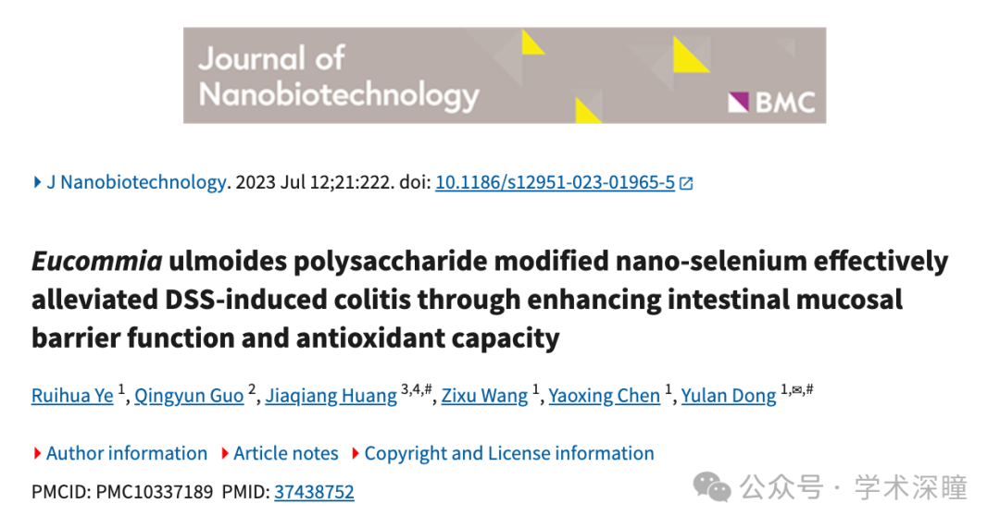 Journal of
Nanobiotechnology
BMC
J Nanobiotechnology. 2023 Jul 12;21:222. doi: 10.1186/s12951-023-01965-5
Eucommia ulmoides polysaccharide modified nano-selenium effectively
alleviated DSS-induced colitis through enhancing intestinal mucosal
barrier function and antioxidant capacity
Ruihua Ye 1, Qingyun Guo 2, Jiaqiang Huang 3,4,#, Zixu Wang 1, Yaoxing Chen 1, Yulan Dong 1,✉,#
Author information Article notes Copyright and License information
PMCID: PMC10337189 PMID: 37438752
公众号 · 学术深瞳